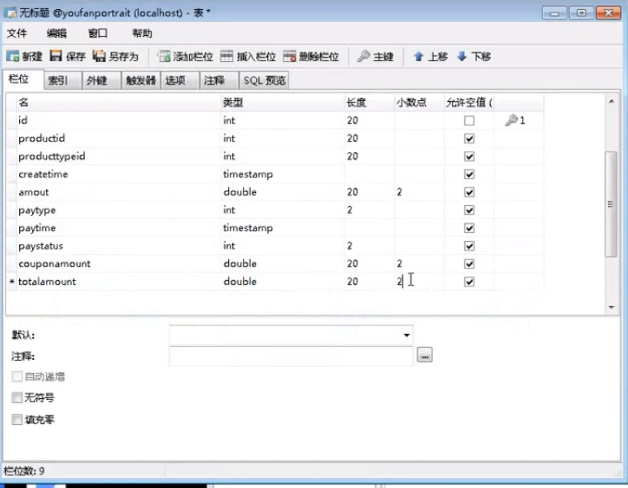 无标题 @youfanportrait (localhost) - 表 *
文件 编辑 窗口 帮助
新建 保存 另存为 添加栏位 插入栏位 删除栏位 主键 上移 下移
栏位 索引 外键 触发器 选项 注释 SQL 预览
名 类型 长度 小数点 允许空值 (
id int 20 1
productid int 20
producttypeid int 20
createtime timestamp
amout double 20 2
paytype int 2
paytime timestamp
paystatus int 2
couponamount double 20 2
* totalamount double 20 2
默认:
注释: ...
自动递增
无符号
填充零
栏位数: 9